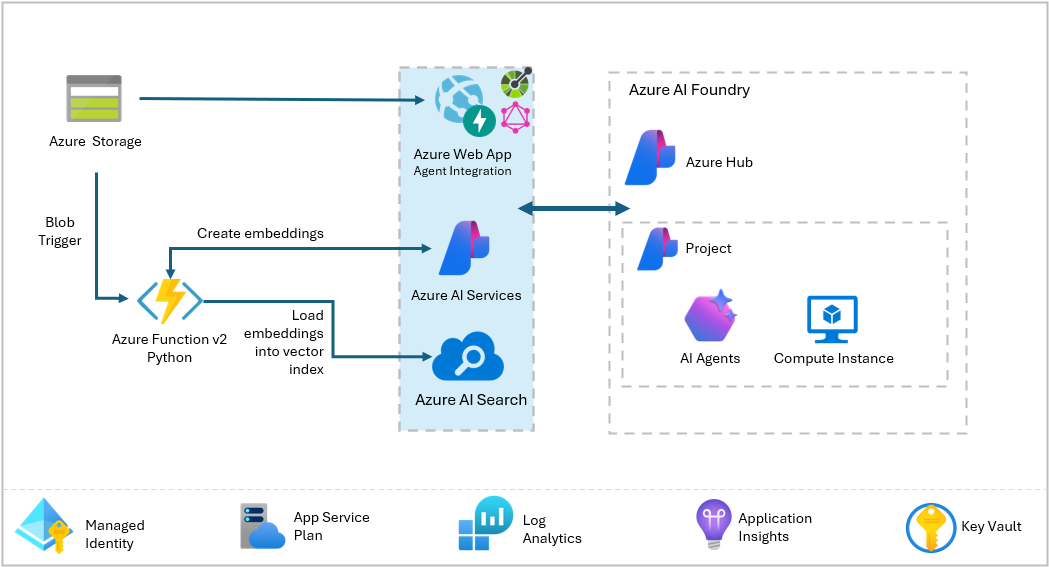 Azure Storage
Blob
Trigger
Create embeddings
Azure Function v2
Python
Load
embeddings
into vector
index
Azure Web App
Agent Integration
Azure AI Services
Azure AI Search
Azure AI Foundry
Azure Hub
Project
AI Agents
Compute Instance
Managed
Identity
App Service
Plan
Log
Analytics
Application
Insights
Key Vault